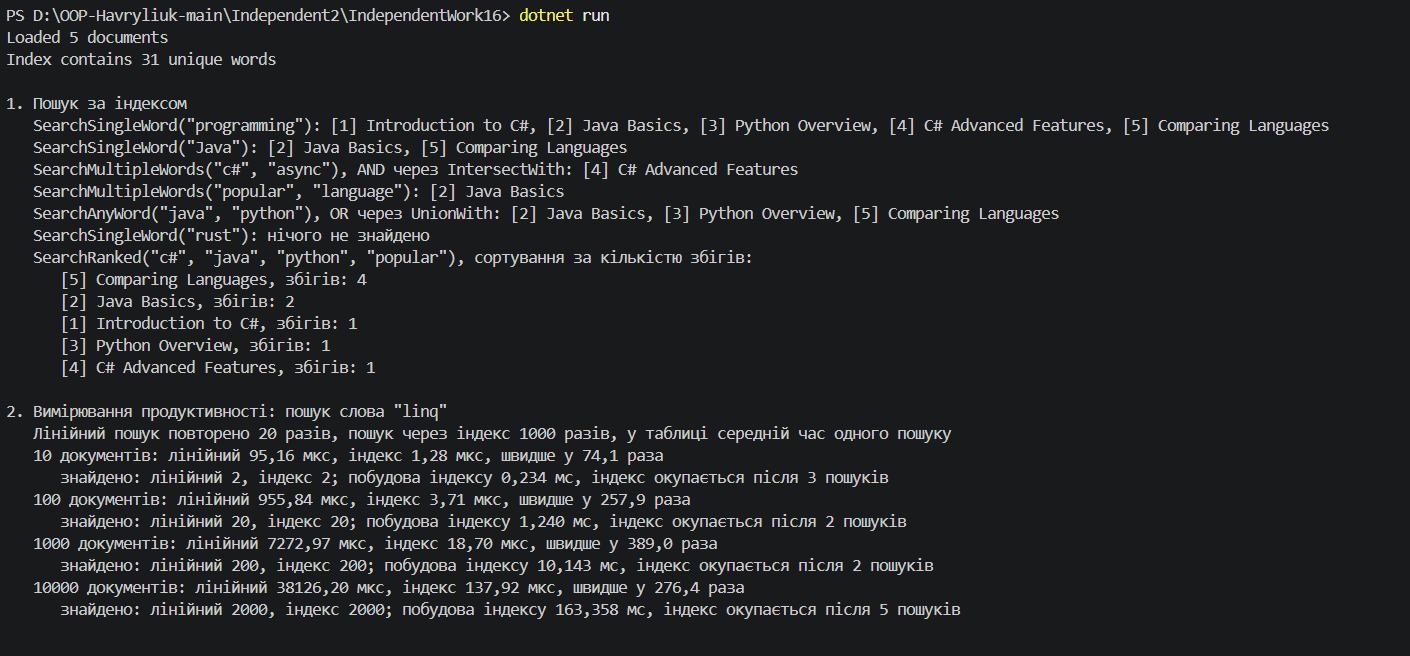 PS D:\OOP-Havryliuk-main\Independent2\IndependentWork16> dotnet run
Loaded 5 documents
Index contains 31 unique words
1. Пошук за індексом
SearchSingleWord("programming"): [1] Introduction to C#, [2] Java Basics, [3] Python Overview, [4] C# Advanced Features, [5] Comparing Languages
SearchSingleWord("Java"): [2] Java Basics, [5] Comparing Languages
SearchMultipleWords("c#", "async"), AND через IntersectWith: [4] C# Advanced Features
SearchMultipleWords("popular", "language"): [2] Java Basics
SearchAnyWord("java", "python"), OR через UnionWith: [2] Java Basics, [3] Python Overview, [5] Comparing Languages
SearchSingleWord("rust"): нічого не знайдено
SearchRanked("c#", "java", "python", "popular"), сортування за кількістю збігів:
[5] Comparing Languages, збігів: 4
[2] Java Basics, збігів: 2
[1] Introduction to C#, збігів: 1
[3] Python Overview, збігів: 1
[4] C# Advanced Features, збігів: 1
2. Вимірювання продуктивності: пошук слова "linq"
Лінійний пошук повторено 20 разів, пошук через індекс 1000 разів, у таблиці середній час одного пошуку
10 документів: лінійний 95,16 мкс, індекс 1,28 мкс, швидше у 74,1 раза
знайдено: лінійний 2, індекс 2; побудова індексу 0,234 мс, індекс окупається після 3 пошуків
100 документів: лінійний 955,84 мкс, індекс 3,71 мкс, швидше у 257,9 раза
знайдено: лінійний 20, індекс 20; побудова індексу 1,240 мс, індекс окупається після 2 пошуків
1000 документів: лінійний 7272,97 мкс, індекс 18,70 мкс, швидше у 389,0 раза
знайдено: лінійний 200, індекс 200; побудова індексу 10,143 мс, індекс окупається після 2 пошуків
10000 документів: лінійний 38126,20 мкс, індекс 137,92 мкс, швидше у 276,4 раза
знайдено: лінійний 2000, індекс 2000; побудова індексу 163,358 мс, індекс окупається після 5 пошуків